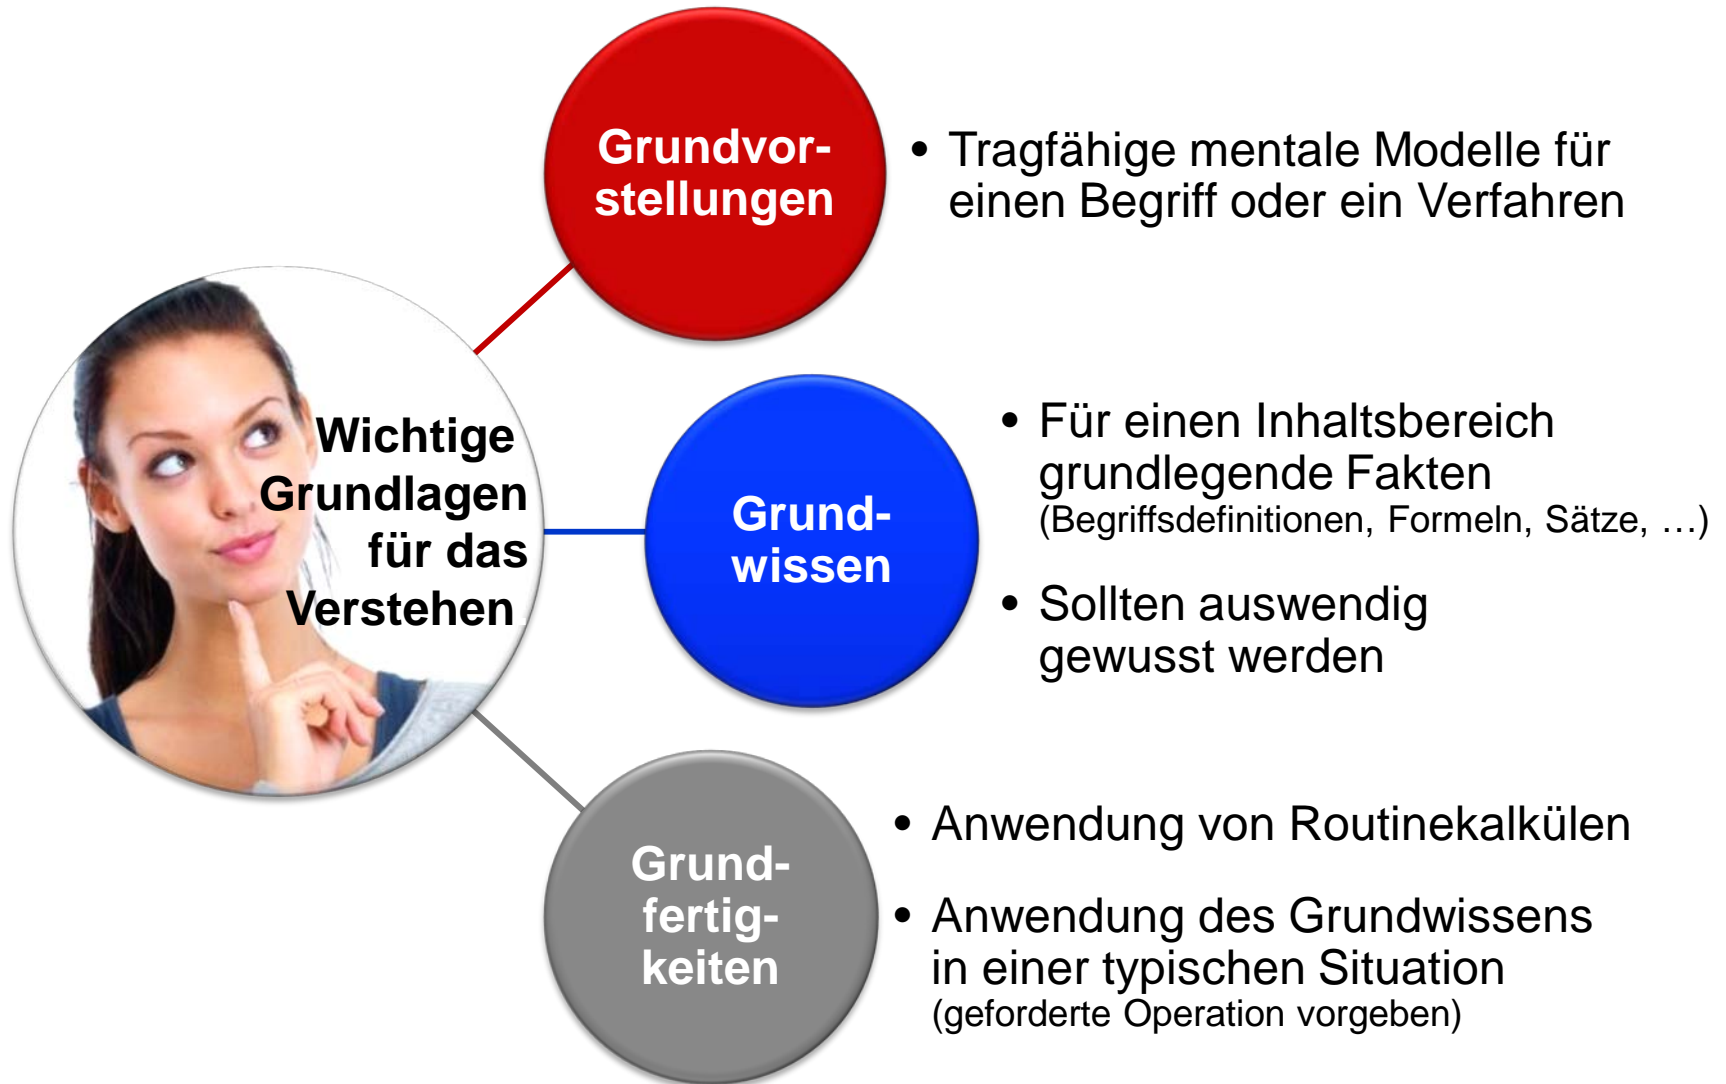 Grundvor-
stellungen
• Tragfähige mentale Modelle für
einen Begriff oder ein Verfahren
Wichtige
Grundlagen
für das
Verstehen
Grund-
wissen
• Für einen Inhaltsbereich
grundlegende Fakten
(Begriffsdefinitionen, Formeln, Sätze, …)
• Sollten auswendig
gewusst werden
Grund-
fertig-
keiten
• Anwendung von Routinekalkülen
• Anwendung des Grundwissens
in einer typischen Situation
(geforderte Operation vorgeben)